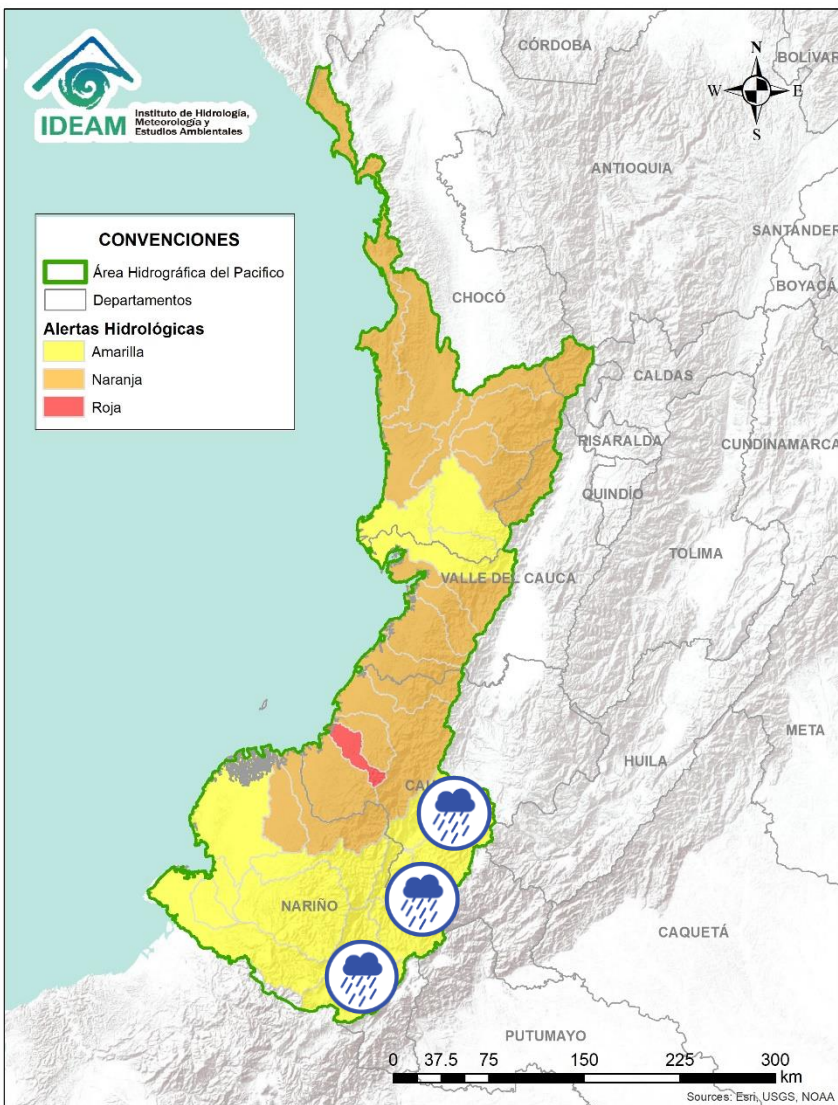 IDEAM
Instituto de Hidrología,
Meteorología y
Estudios Ambientales
CÓRDOBA
BOLÍVAR
N
W
E
S
ANTIOQUIA
SANTANDER
BOYACÁ
CONVENCIONES
Área Hidrográfica del Pacifico
Departamentos
Alertas Hidrológicas
Amarilla
Naranja
Roja
CHOCÓ
CALDAS
RISARALDA
CUNDINAMARCA
QUINDÍO
TOLIMA
VALLE DEL CAUCA
META
HUILA
CAU
NARIÑO
CAQUETÁ
PUTUMAYO
0 37.5 75 150 225 300
km
Sources: Esri, USGS, NOAA